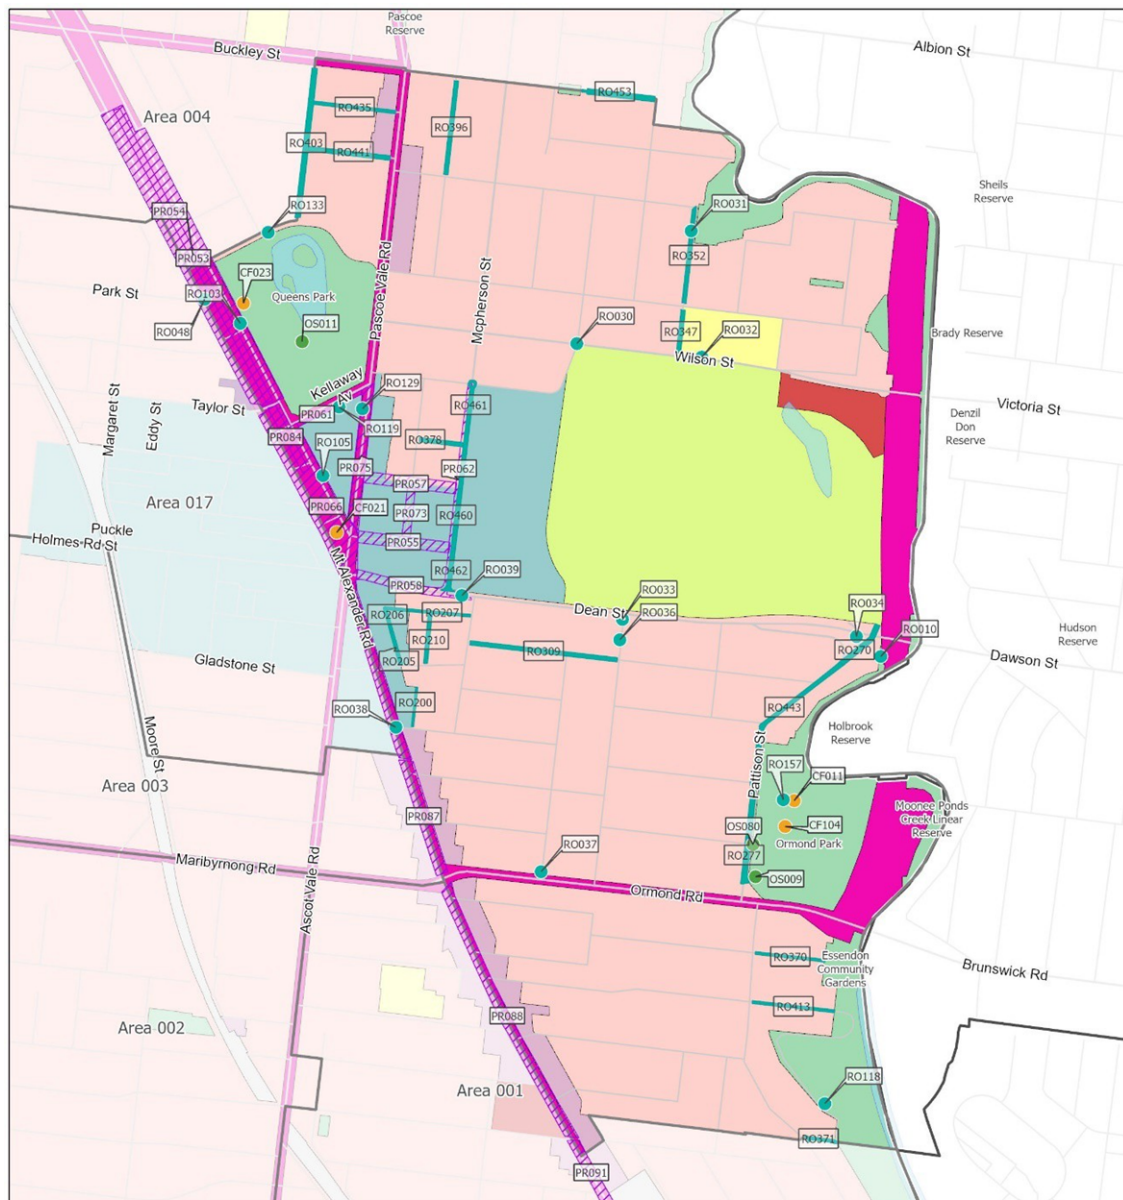 Pascoe
Reserve
Buckley St
Albion St
RO453
RO435
Area 004
RO396
RO403
RO441
Sheils
Reserve
RO133
RO031
PR054
PR053
RO352
CF023
Park St
RO103
Queens Park
Pascoe Vale Rd
Mcpherson St
RO048
OS011
RO030
RO347
RO032
Brady Reserve
Wilson St
Kellaway
AV
RO129
Margaret St
Eddy St
Taylor St
PR061
RO461
Victoria St
Denzil
Don
Reserve
RO119
PR084
RO105
RO378
PR075
PR062
PR057
Area 017
PR066
CF021
PR073
RO460
Puckle
Holmes Rd St
PR055
RO462
RO039
PR058
Mt Alexander Rd
RO033
Dean St
RO036
RO034
RO206
RO207
RO010
Hudson
Reserve
RO210
RO270
RO309
RO205
Dawson St
Gladstone St
RO200
RO038
RO443
Moore St
Holbrook
Reserve
Pattison St
Area 003
RO157
CF011
PR087
Moonee Ponds
Creek Linear
Reserve
OS080
CF104
Ormond Park
RO037
RO277
Maribyrnong Rd
OS009
Ascot Vale Rd
Ormond Rd
RO370
Essendon
Community
Gardens
Brunswick Rd
RO413
PR088
Area 002
RO118
Area 001
RO371
PR091